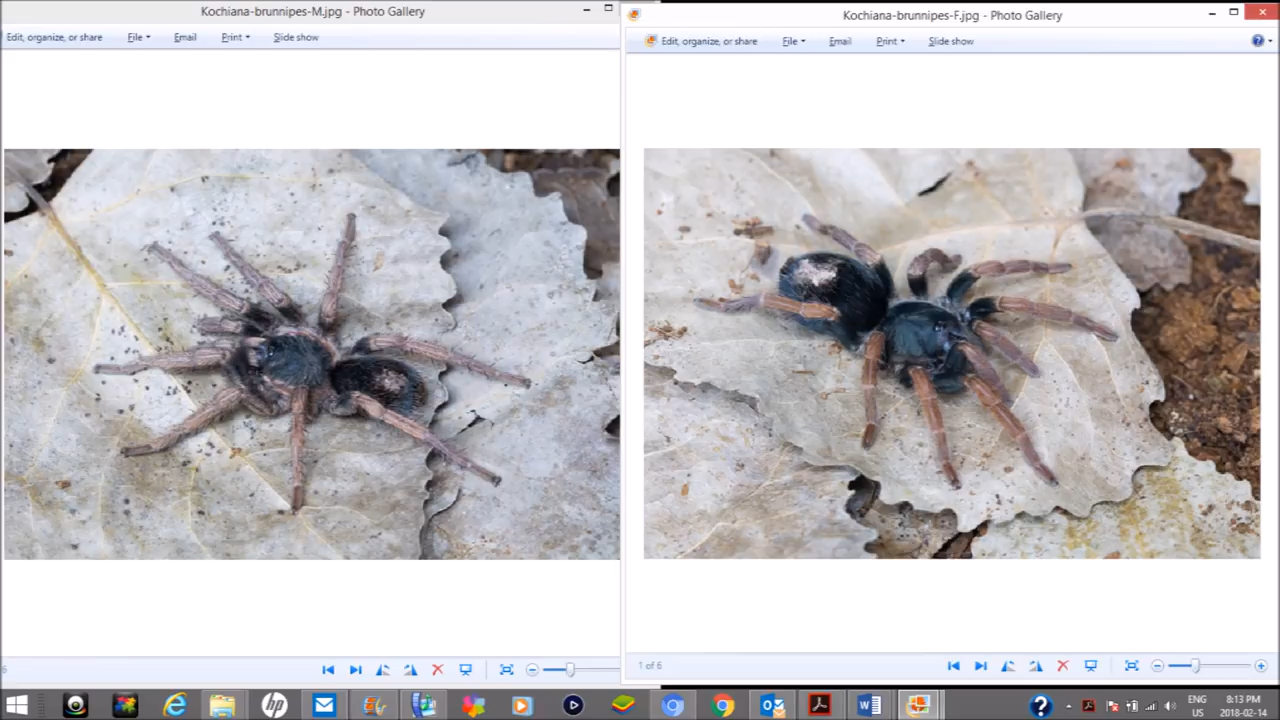 Kochiana-brunnipes-M.jpg - Photo Gallery
Edit, organize, or share File Email Print Slide show
Kochiana-brunnipes-F.jpg - Photo Gallery
Edit, organize, or share File Email Print Slide show
6
1 of 6
ENG 8:13 PM
US 2018-02-14